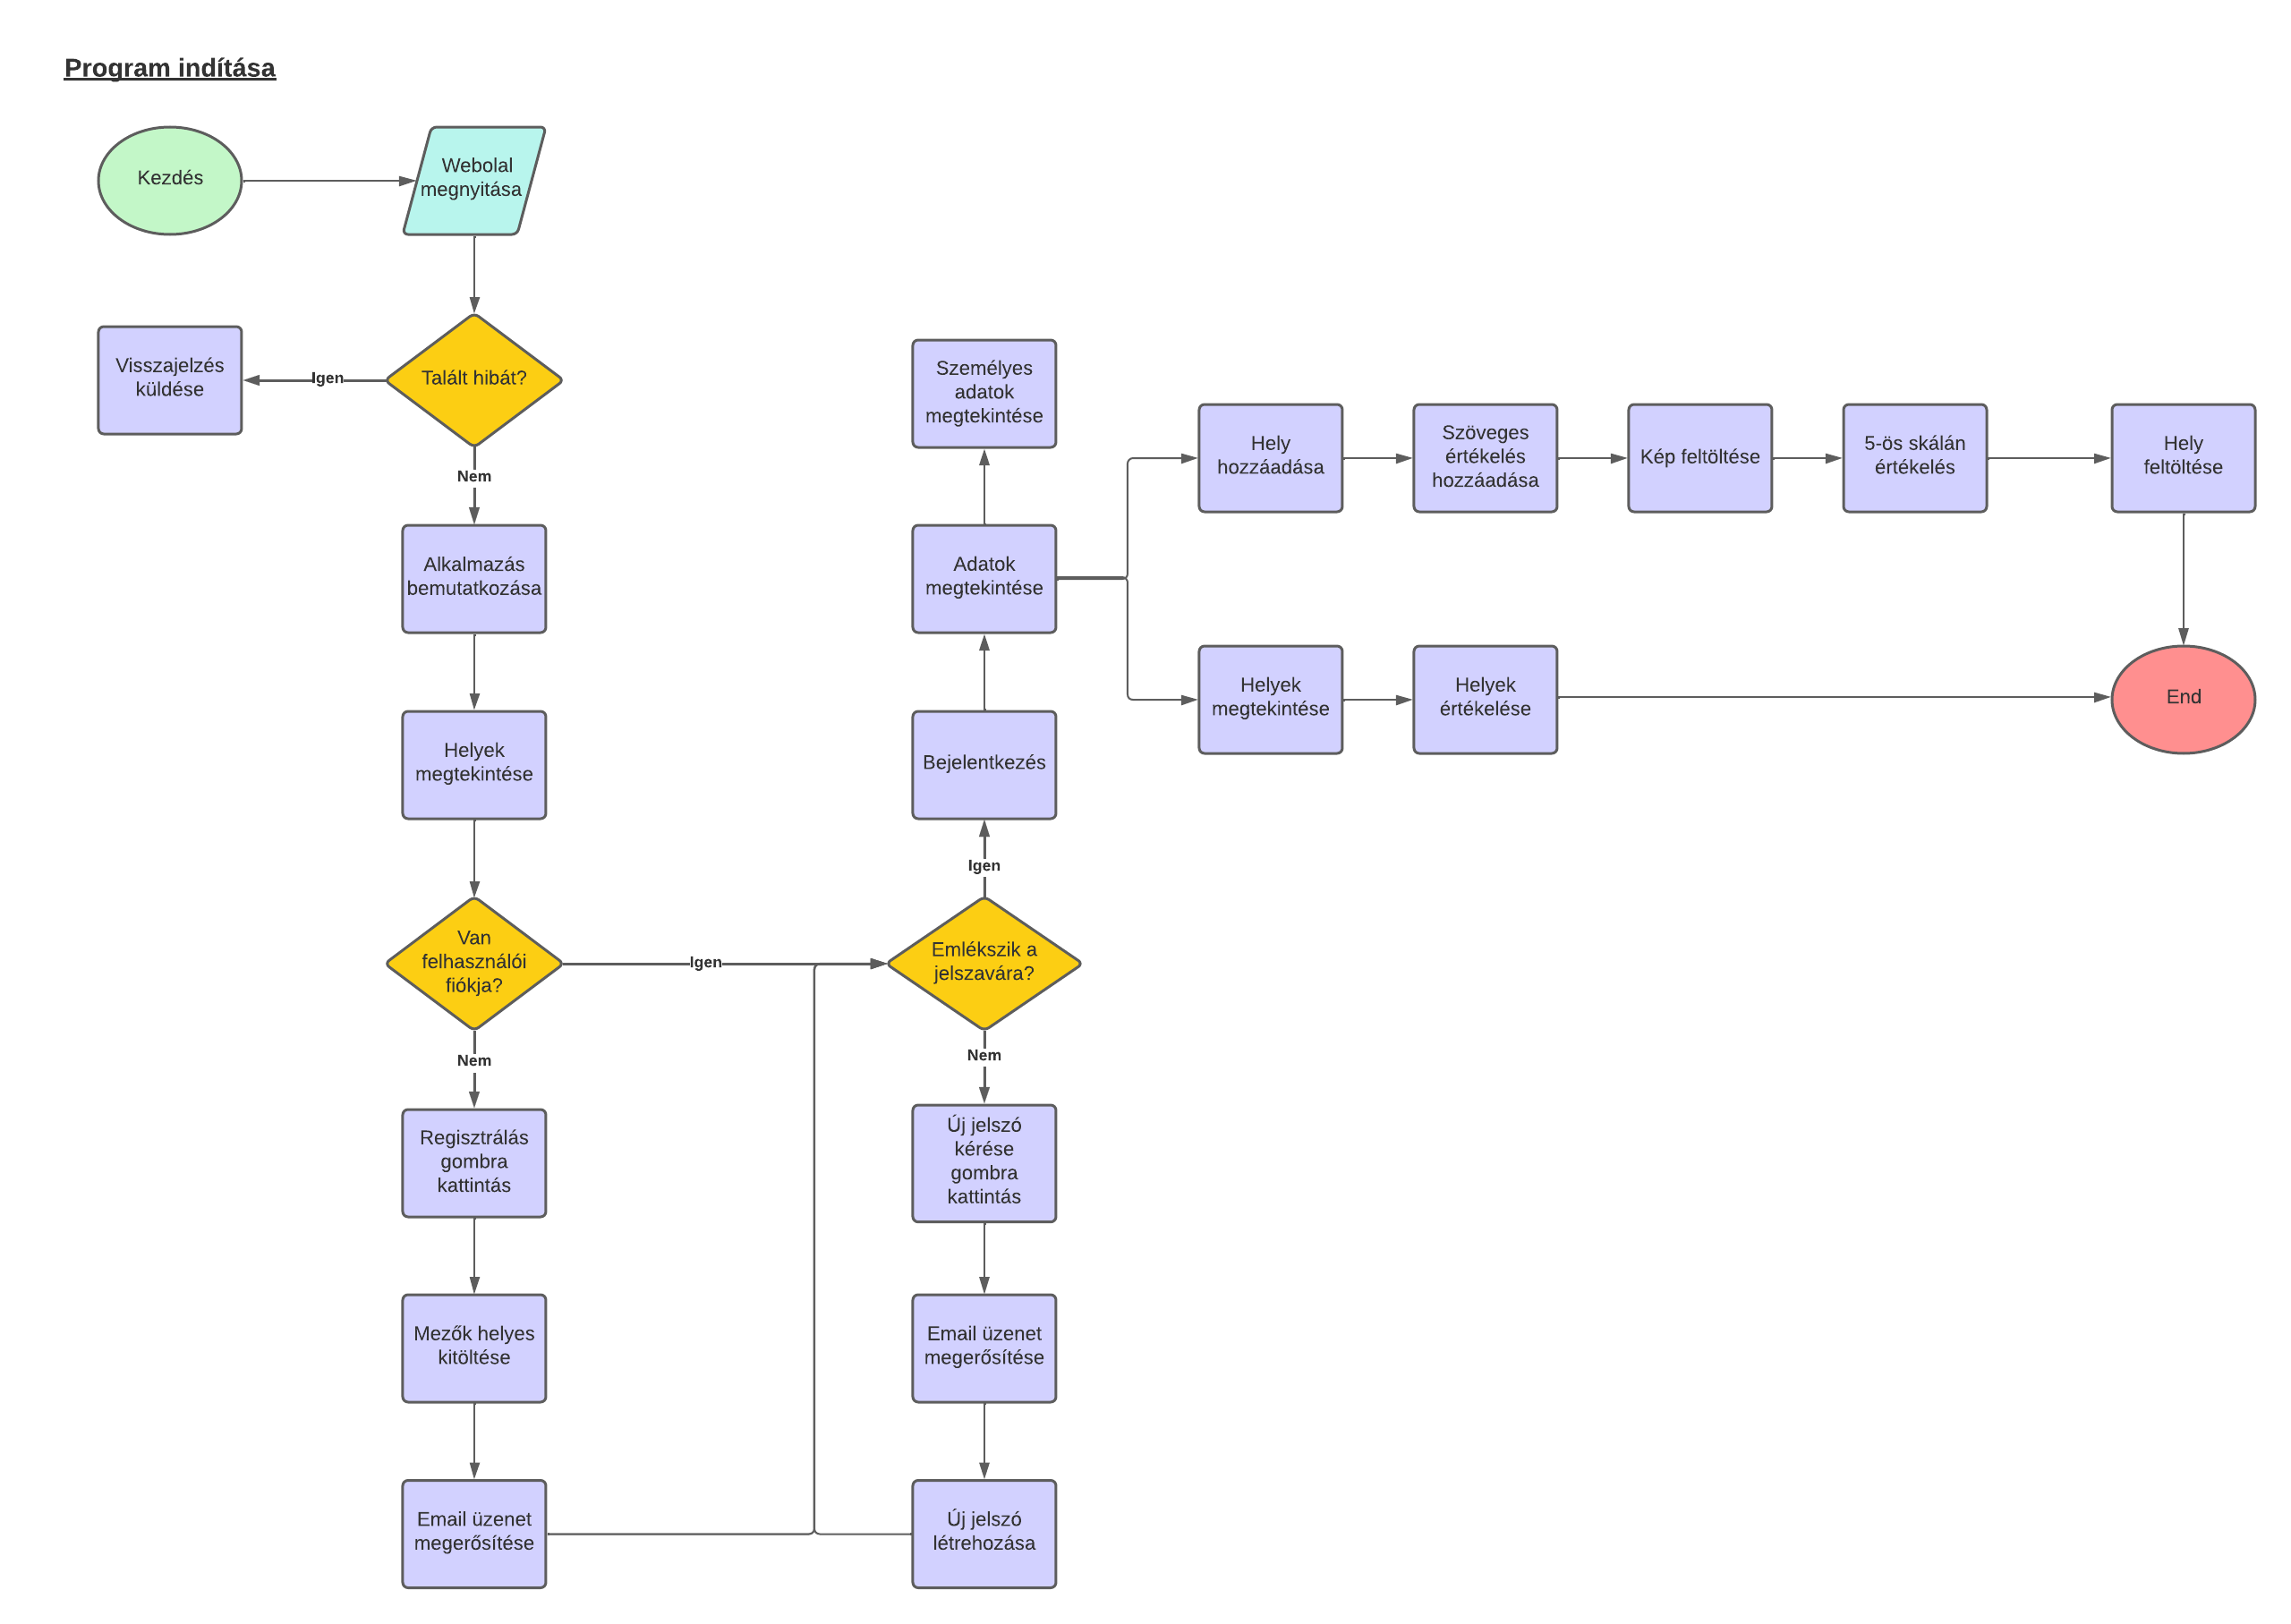 Program indítása
Kezdés
Webolal
megnyitása
Talált hibát?
Igen
Visszajelzés
küldése
Nem
Alkalmazás
bemutatkozása
Helyek
megtekintése
Van
felhasználói
fiókja?
Igen
Nem
Regisztrálás
gombra
kattintás
Mezők helyes
kitöltése
Email üzenet
megerősítése
Emlékszik a
jelszavára?
Nem
Új jelszó
kérése
gombra
kattintás
Email üzenet
megerősítése
Új jelszó
létrehozása
Igen
Bejelentkezés
Adatok
megtekintése
Személyes
adatok
megtekintése
Hely
hozzáadása
Szöveges
értékelés
hozzáadása
Kép feltöltése
5-ös skálán
értékelés
Hely
feltöltése
Helyek
megtekintése
Helyek
értékelése
End